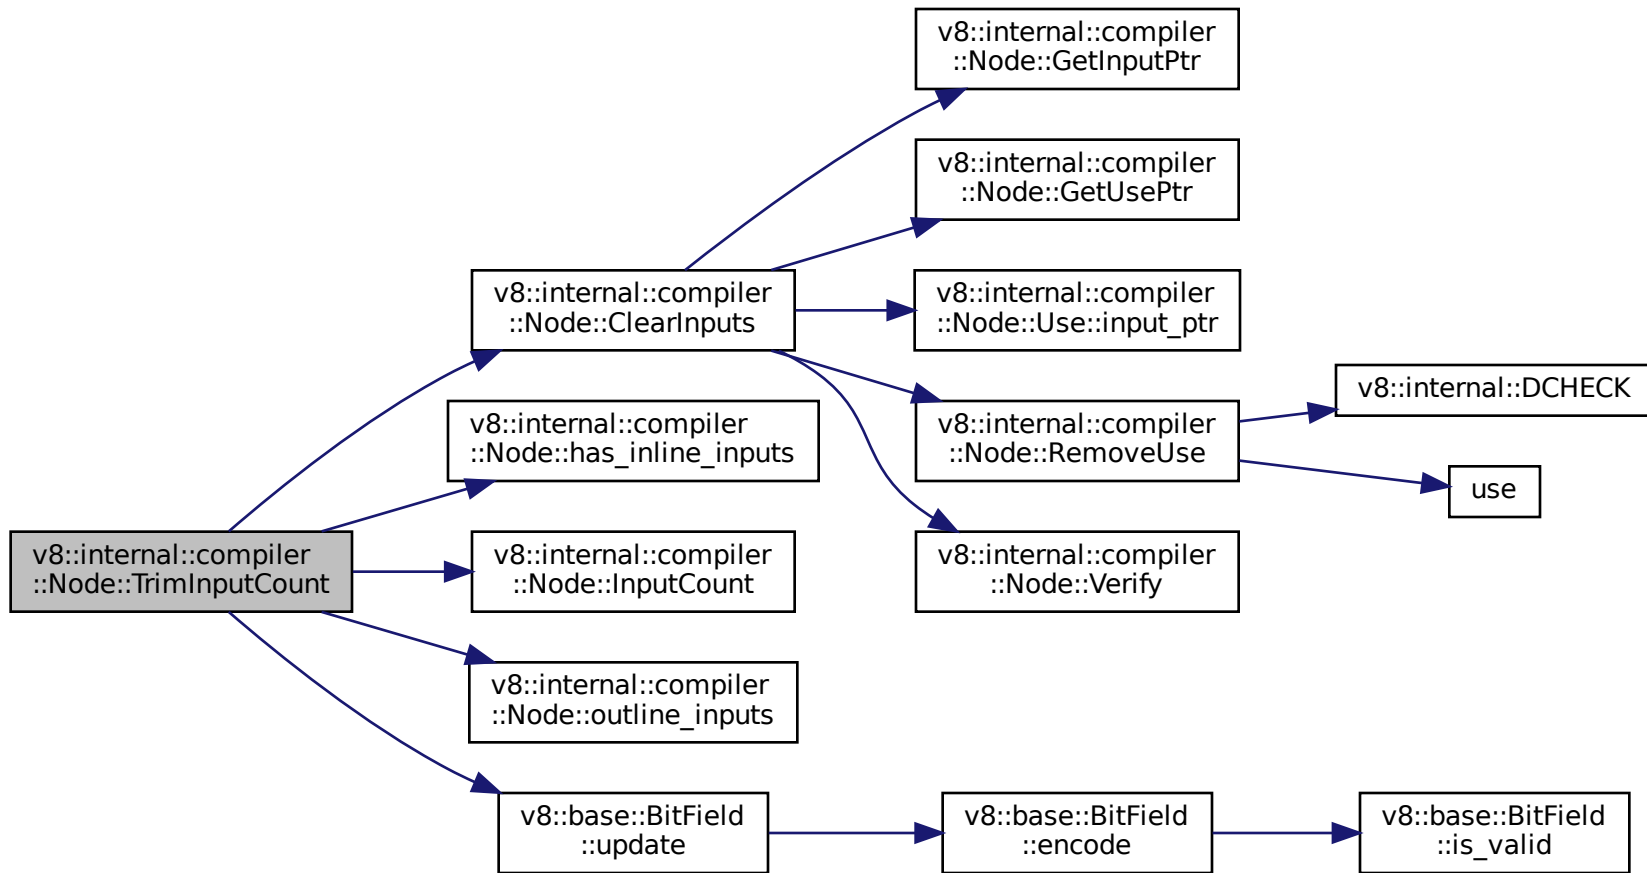 v8::internal::compiler
::Node::GetInputPtr
v8::internal::compiler
::Node::GetUsePtr
v8::internal::compiler
::Node::ClearInputs
v8::internal::compiler
::Node::Use::input_ptr
v8::internal::DCHECK
v8::internal::compiler
::Node::has_inline_inputs
v8::internal::compiler
::Node::RemoveUse
use
v8::internal::compiler
::Node::TrimInputCount
v8::internal::compiler
::Node::InputCount
v8::internal::compiler
::Node::Verify
v8::internal::compiler
::Node::outline_inputs
v8::base::BitField
::update
v8::base::BitField
::encode
v8::base::BitField
::is_valid